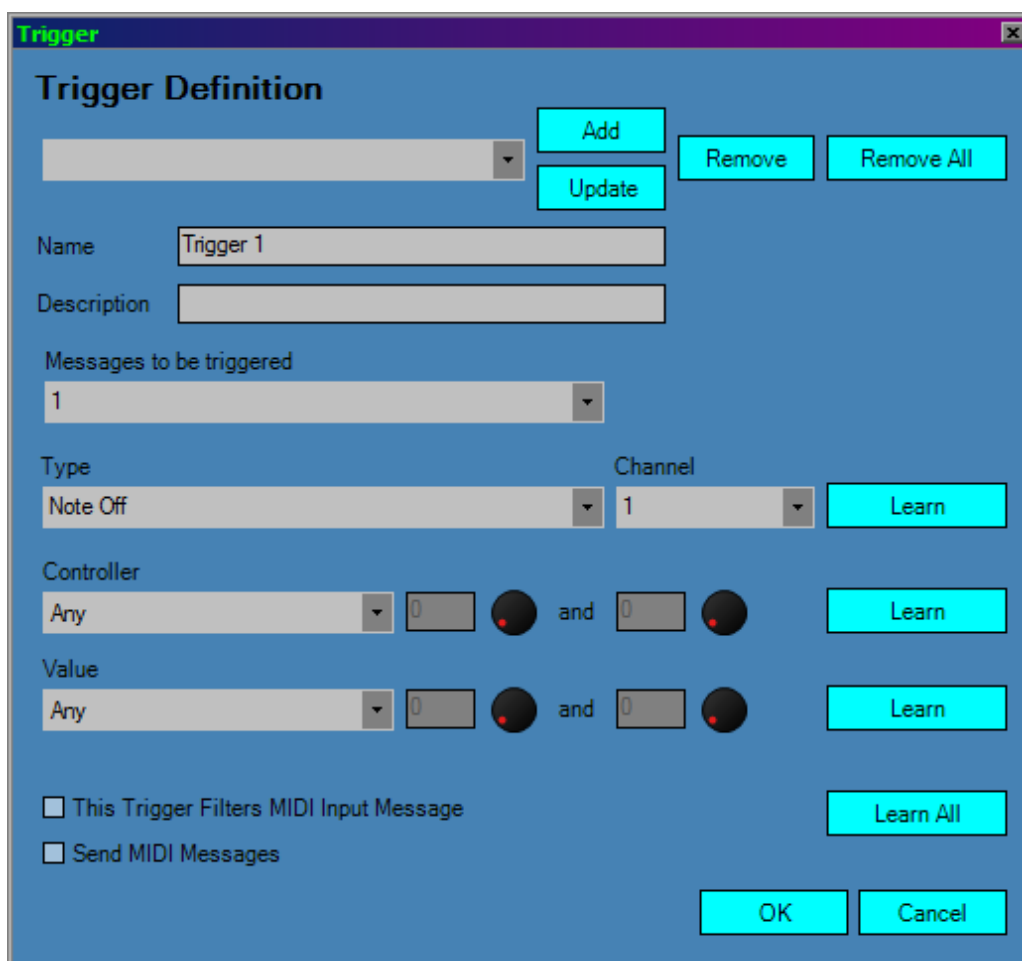 Trigger
Trigger Definition
Add
Remove
Remove All
Update
Name
Trigger 1
Description
Messages to be triggered
1
Type
Channel
Note Off
1
Learn
Controller
Any
0
and
0
Learn
Value
Any
0
and
0
Learn
This Trigger Filters MIDI Input Message
Learn All
Send MIDI Messages
OK
Cancel